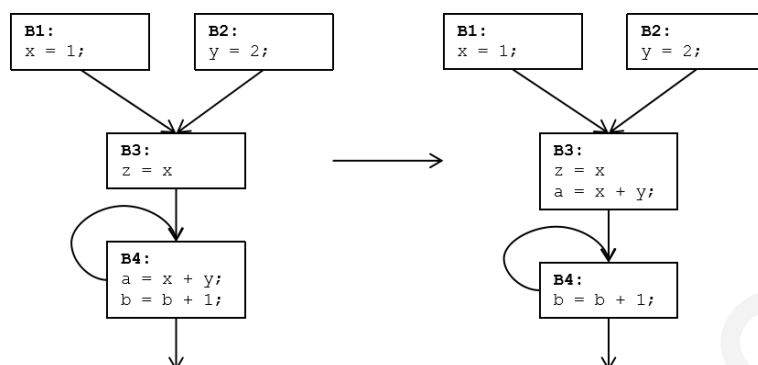 B1:
x = 1;
B2:
y = 2;
B3:
z = x
B4:
a = x + y;
b = b + 1;
B1:
x = 1;
B2:
y = 2;
B3:
z = x
a = x + y;
B4:
b = b + 1;